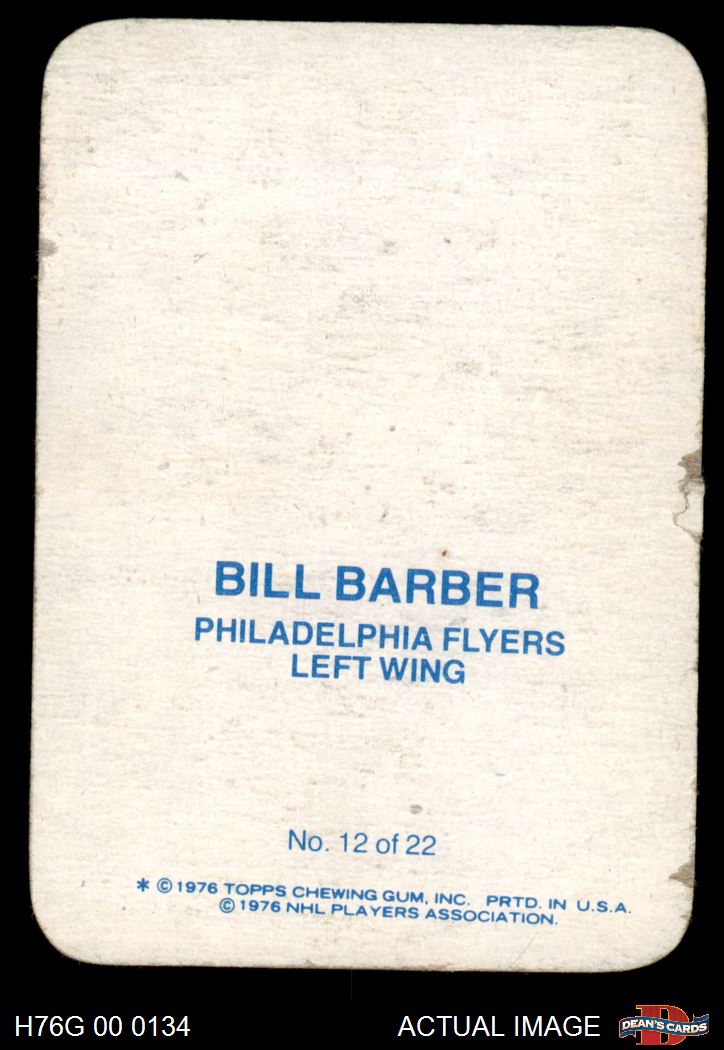 BILL BARBER
PHILADELPHIA FLYERS
LEFT WING
No. 12 of 22
* © 1976 TOPPS CHEWING GUM, INC. PRTD. IN U.S.A.
© 1976 NHL PLAYERS ASSOCIATION.
H76G 00 0134 ACTUAL IMAGE D DEAN'S CARDS